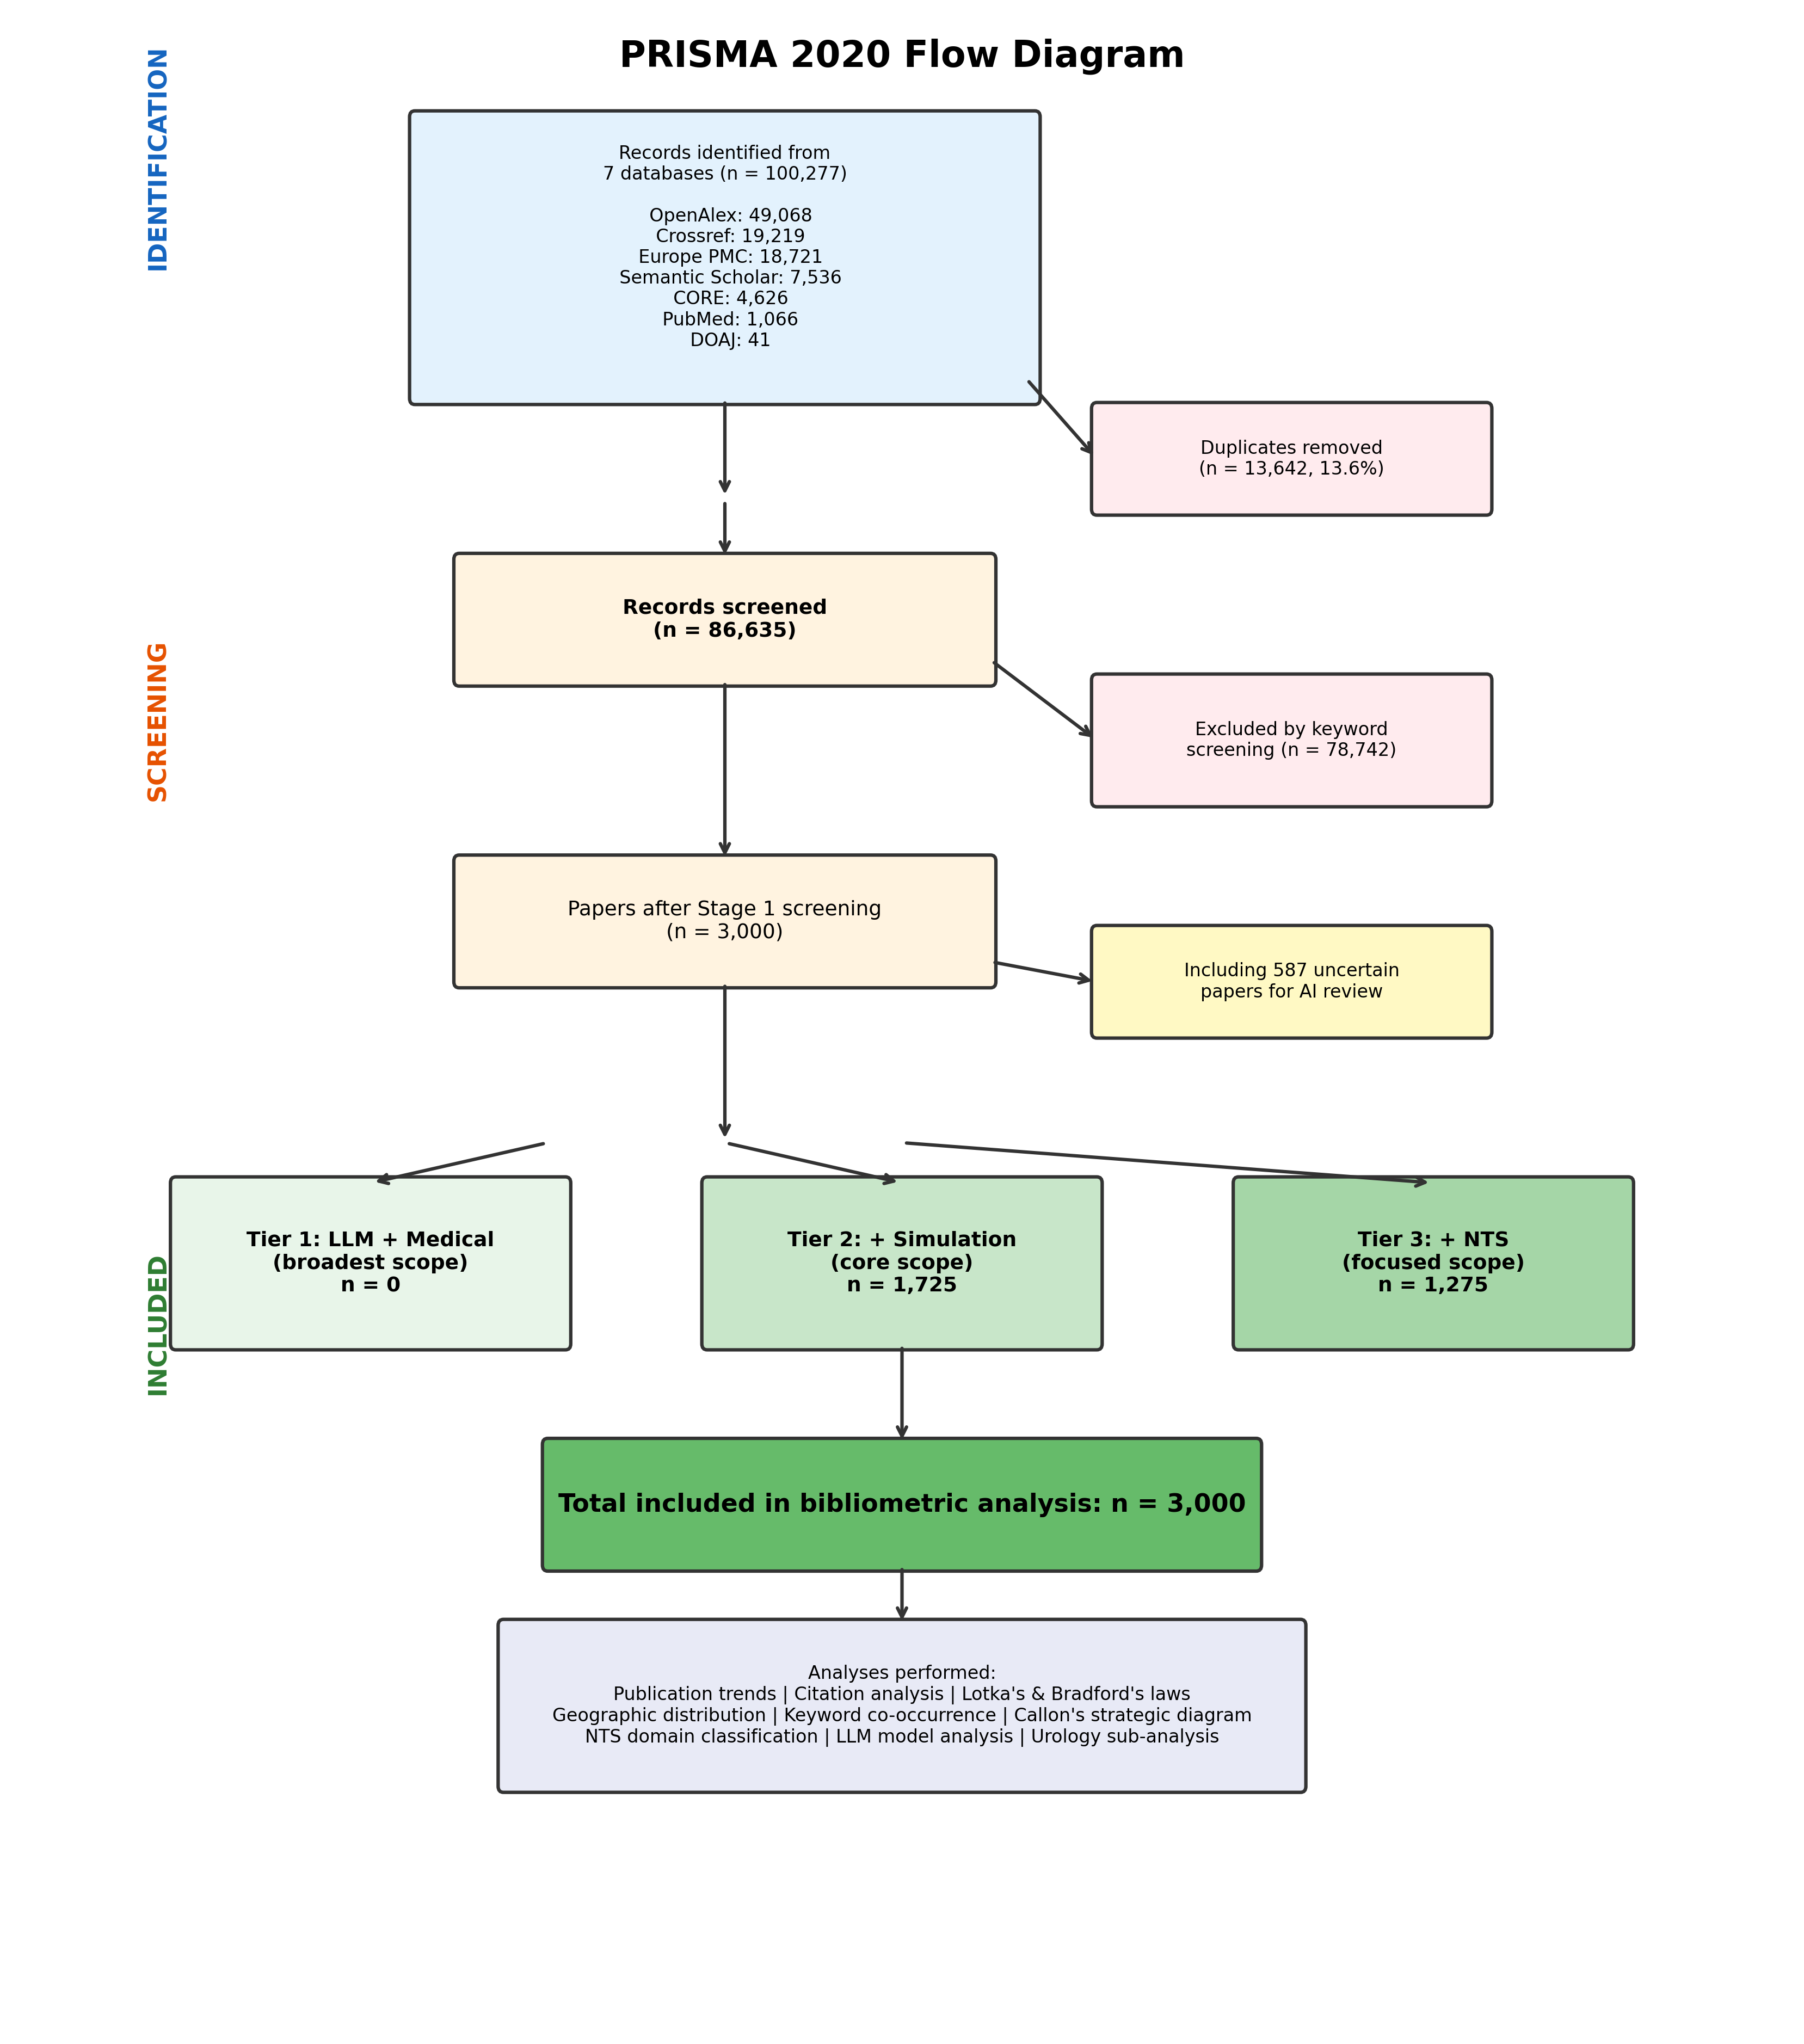 PRISMA 2020 Flow Diagram
IDENTIFICATION
Records identified from
7 databases (n = 100,277)
OpenAlex: 49,068
Crossref: 19,219
Europe PMC: 18,721
Semantic Scholar: 7,536
CORE: 4,626
PubMed: 1,066
DOAJ: 41
Duplicates removed
(n = 13,642, 13.6%)
SCREENING
Records screened
(n = 86,635)
Excluded by keyword
screening (n = 78,742)
Papers after Stage 1 screening
(n = 3,000)
Including 587 uncertain
papers for AI review
INCLUDED
Tier 1: LLM + Medical
(broadest scope)
n = 0
Tier 2: + Simulation
(core scope)
n = 1,725
Tier 3: + NTS
(focused scope)
n = 1,275
Total included in bibliometric analysis: n = 3,000
Analyses performed:
Publication trends | Citation analysis | Lotka's & Bradford's laws
Geographic distribution | Keyword co-occurrence | Callon's strategic diagram
NTS domain classification | LLM model analysis | Urology sub-analysis